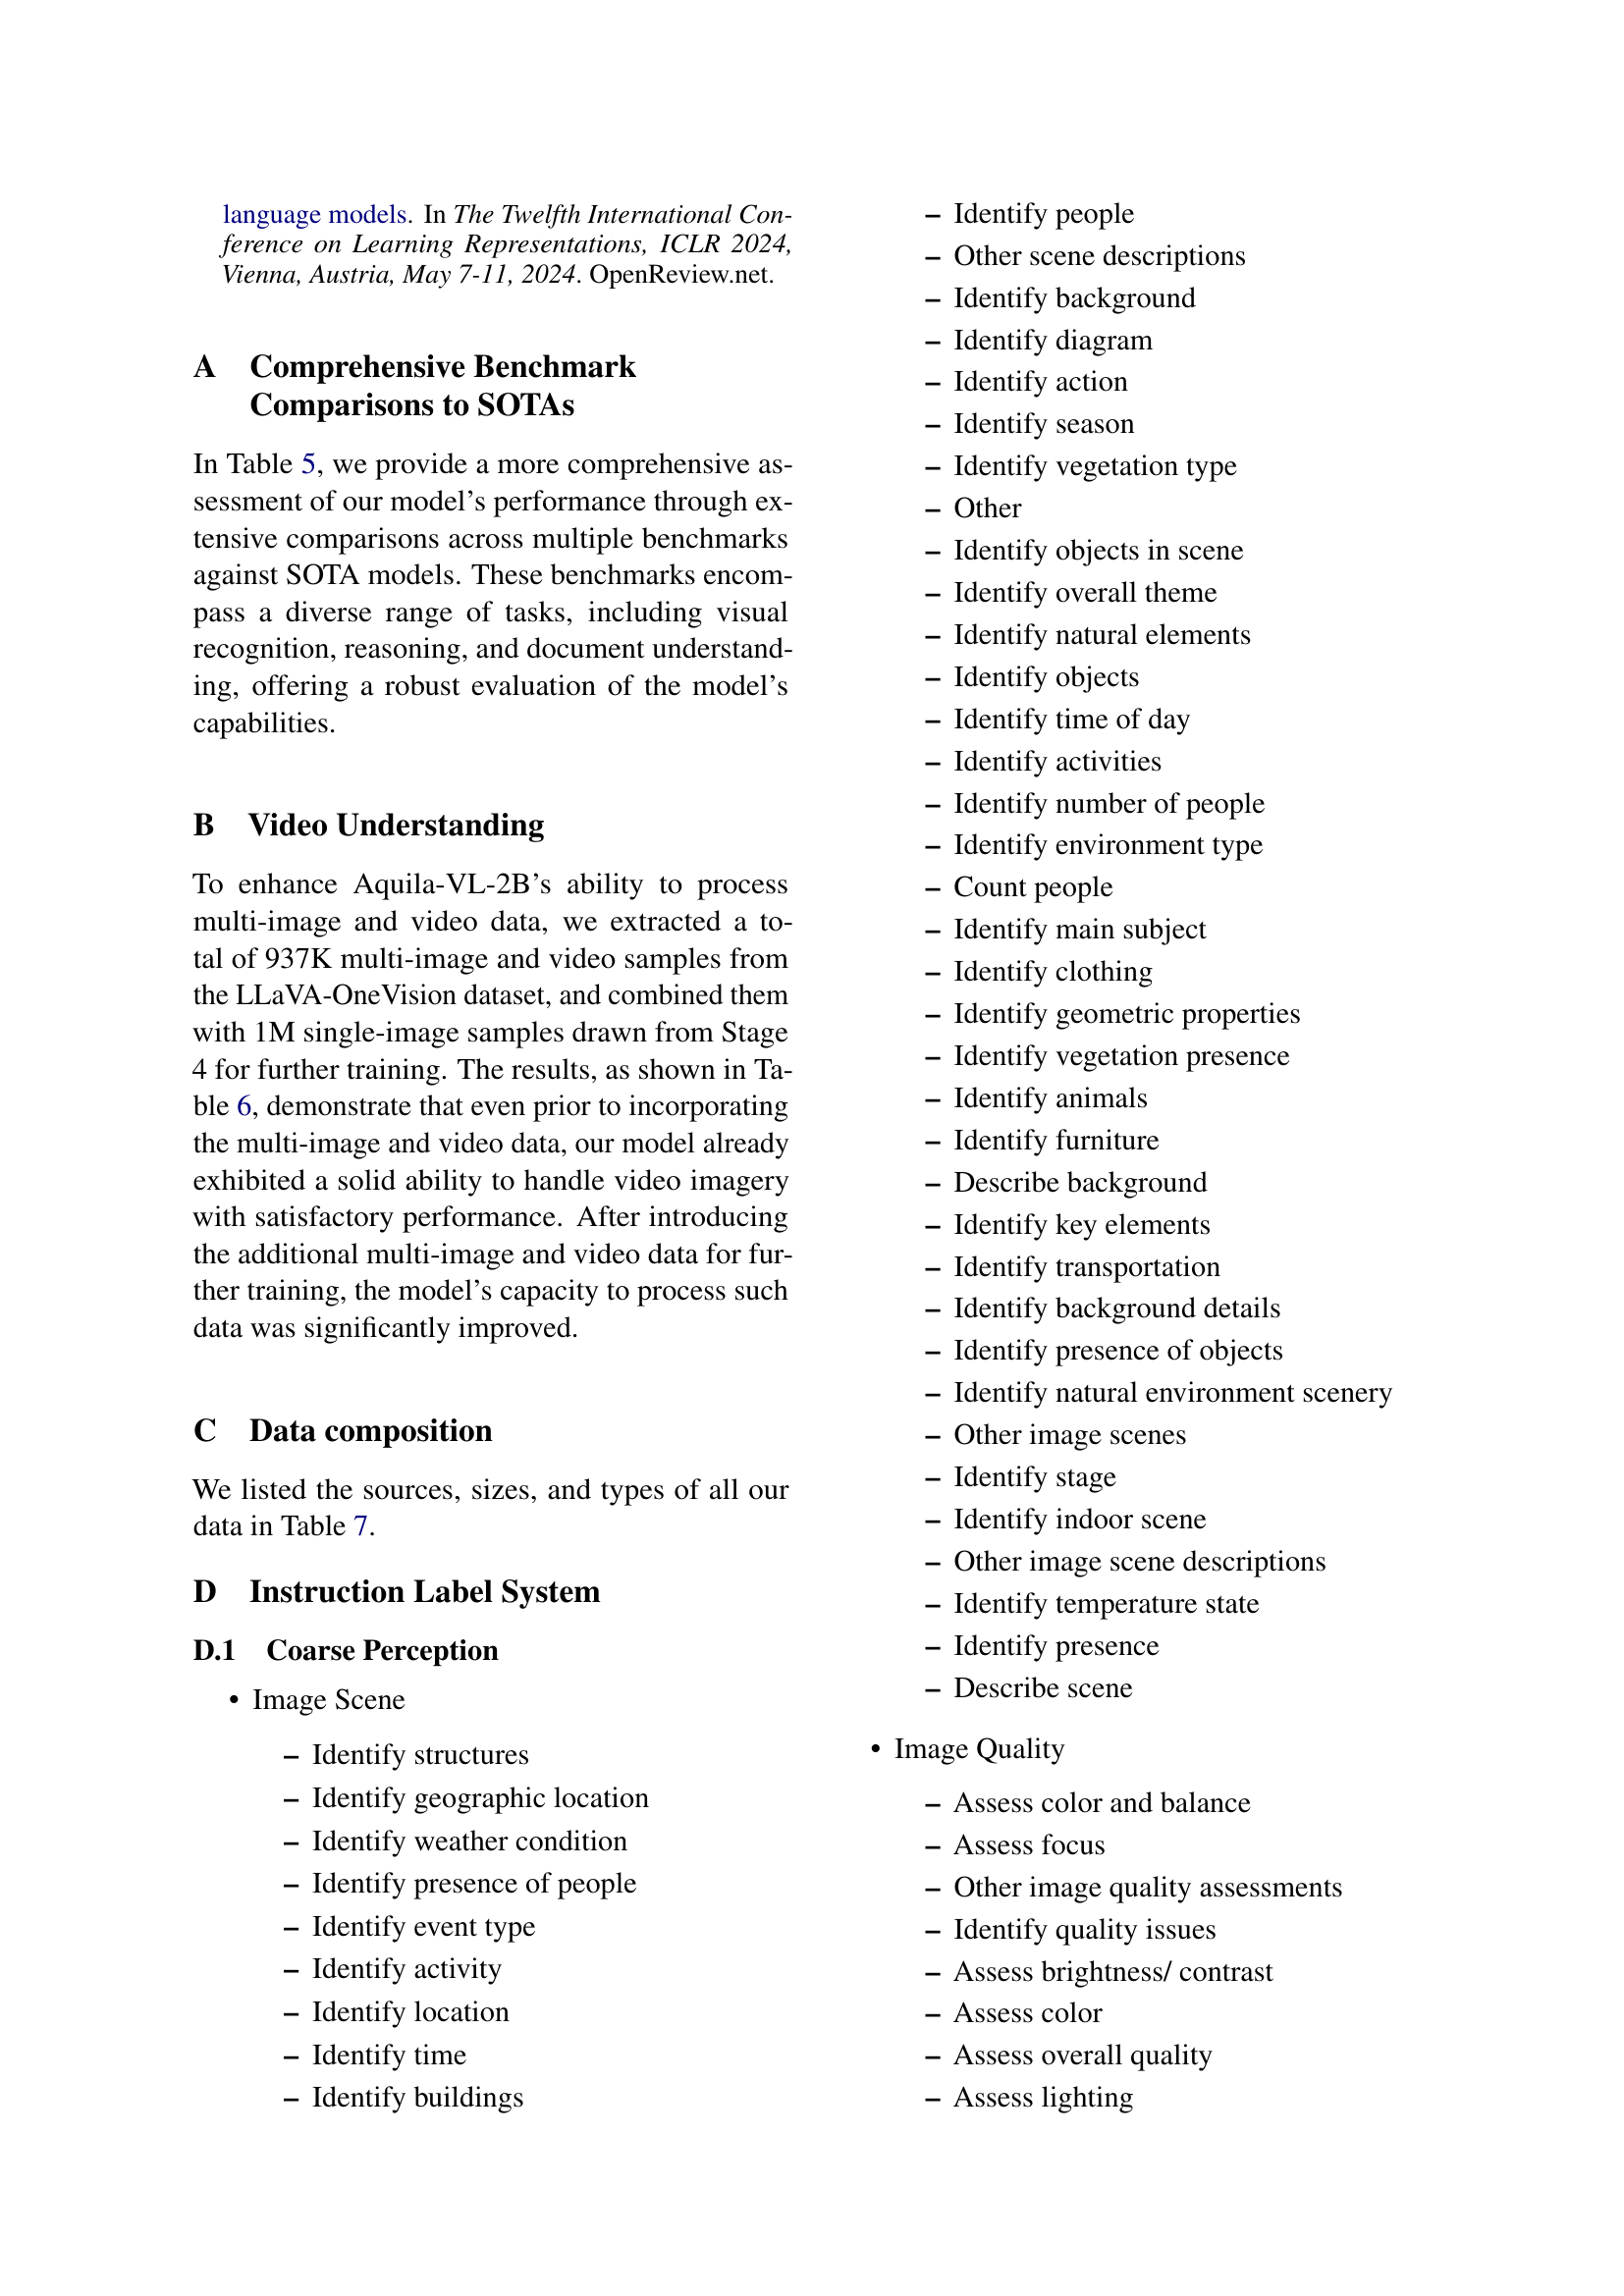 language models. In The Twelfth International Con-
ference on Learning Representations, ICLR 2024,
Vienna, Austria, May 7-11, 2024. OpenReview.net.
A Comprehensive Benchmark
Comparisons to SOTAs
In Table 5, we provide a more comprehensive as-
sessment of our model's performance through ex-
tensive comparisons across multiple benchmarks
against SOTA models. These benchmarks encom-
pass a diverse range of tasks, including visual
recognition, reasoning, and document understand-
ing, offering a robust evaluation of the model's
capabilities.
B Video Understanding
To enhance Aquila-VL-2B's ability to process
multi-image and video data, we extracted a to-
tal of 937K multi-image and video samples from
the LLaVA-OneVision dataset, and combined them
with 1M single-image samples drawn from Stage
4 for further training. The results, as shown in Ta-
ble 6, demonstrate that even prior to incorporating
the multi-image and video data, our model already
exhibited a solid ability to handle video imagery
with satisfactory performance. After introducing
the additional multi-image and video data for fur-
ther training, the model's capacity to process such
data was significantly improved.
C Data composition
We listed the sources, sizes, and types of all our
data in Table 7.
D Instruction Label System
D.1 Coarse Perception
• Image Scene
– Identify structures
– Identify geographic location
– Identify weather condition
– Identify presence of people
– Identify event type
– Identify activity
– Identify location
– Identify time
– Identify buildings
– Identify people
– Other scene descriptions
– Identify background
– Identify diagram
– Identify action
– Identify season
– Identify vegetation type
– Other
– Identify objects in scene
– Identify overall theme
– Identify natural elements
– Identify objects
– Identify time of day
– Identify activities
– Identify number of people
– Identify environment type
– Count people
– Identify main subject
– Identify clothing
– Identify geometric properties
– Identify vegetation presence
– Identify animals
– Identify furniture
– Describe background
– Identify key elements
– Identify transportation
– Identify background details
– Identify presence of objects
– Identify natural environment scenery
– Other image scenes
– Identify stage
– Identify indoor scene
– Other image scene descriptions
– Identify temperature state
– Identify presence
– Describe scene
• Image Quality
– Assess color and balance
– Assess focus
– Other image quality assessments
– Identify quality issues
– Assess brightness/ contrast
– Assess color
– Assess overall quality
– Assess lighting